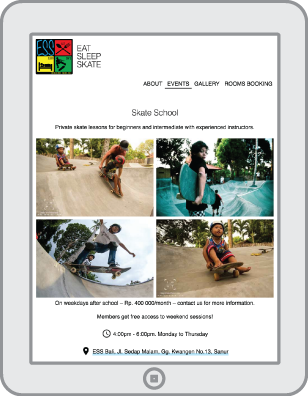 ESS
EAT
SLEEP
SKATE
ABOUT EVENTS GALLERY ROOMS BOOKING
Skate School
Private skate lessons for beginners and intermediate with experienced instructors.
On weekdays after school – Rp. 400 000/month – contact us for more information.
Members get free access to weekend sessions!
4.00pm - 6.00pm. Monday to Thursday
ESS Bali, Jl. Sedap Malam, Gg. Kwangen No.13, Sanur